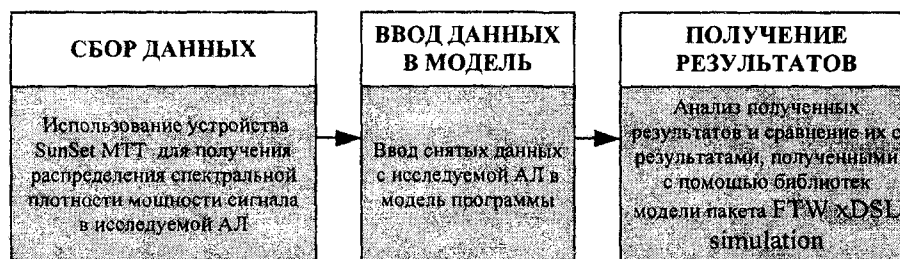 СБОР ДАННЫХ
Использование устройства
SunSet MTT для получения
распределения спектральной
плотности мощности сигнала
в исследуемой АЛ
ВВОД ДАННЫХ
В МОДЕЛЬ
Ввод снятых данных
с исследуемой АЛ в
модель программы
ПОЛУЧЕНИЕ
РЕЗУЛЬТАТОВ
Анализ полученных
результатов и сравнение их с
результатами, полученными
с помощью библиотек
модели пакета FTW xDSL
simulation